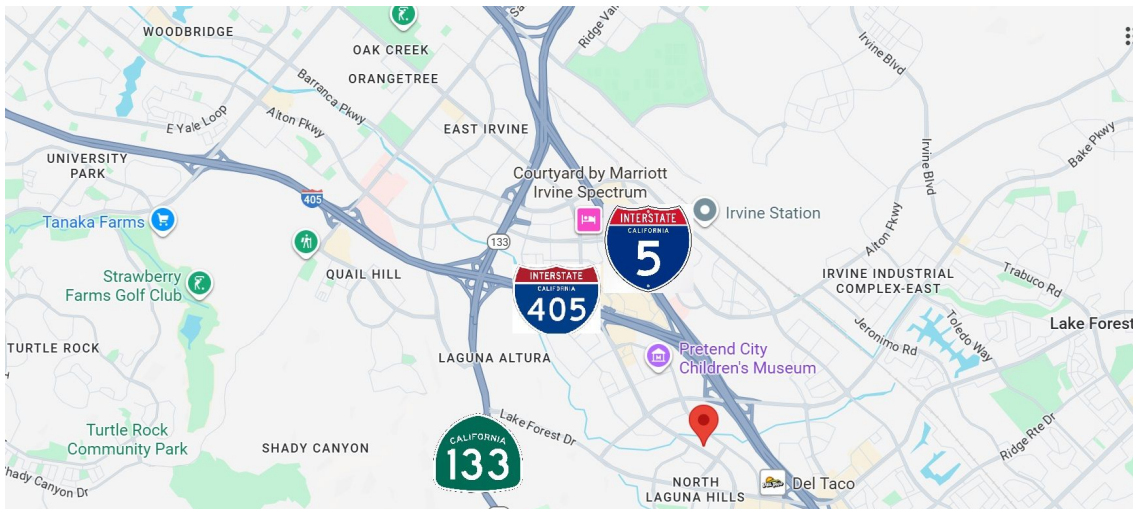 WOODBRIDGE
OAK CREEK
ORANGETREE
Barranca Pkwy
Alton Pkwy
E Yale Loop
EAST IRVINE
Irvine Blvd
Irvine Blvd
Bake Pkwy
UNIVERSITY
PARK
405
Courtyard by Marriott
Irvine Spectrum
Tanaka Farms
Irvine Station
Alton Pkwy
133
INTERSTATE
CALIFORNIA
5
QUAIL HILL
Strawberry
Farms Golf Club
INTERSTATE
CALIFORNIA
405
IRVINE INDUSTRIAL
COMPLEX-EAST
Trabuco Rd
Toledo Way
Lake Forest
Jeronimo Rd
TURTLE ROCK
LAGUNA ALTURA
Pretend City
Children's Museum
Lake Forest Dr
Ridge Rte Dr
Turtle Rock
Community Park
SHADY CANYON
CALIFORNIA
133
Shady Canyon Dr
NORTH
LAGUNA HILLS
Del Taco